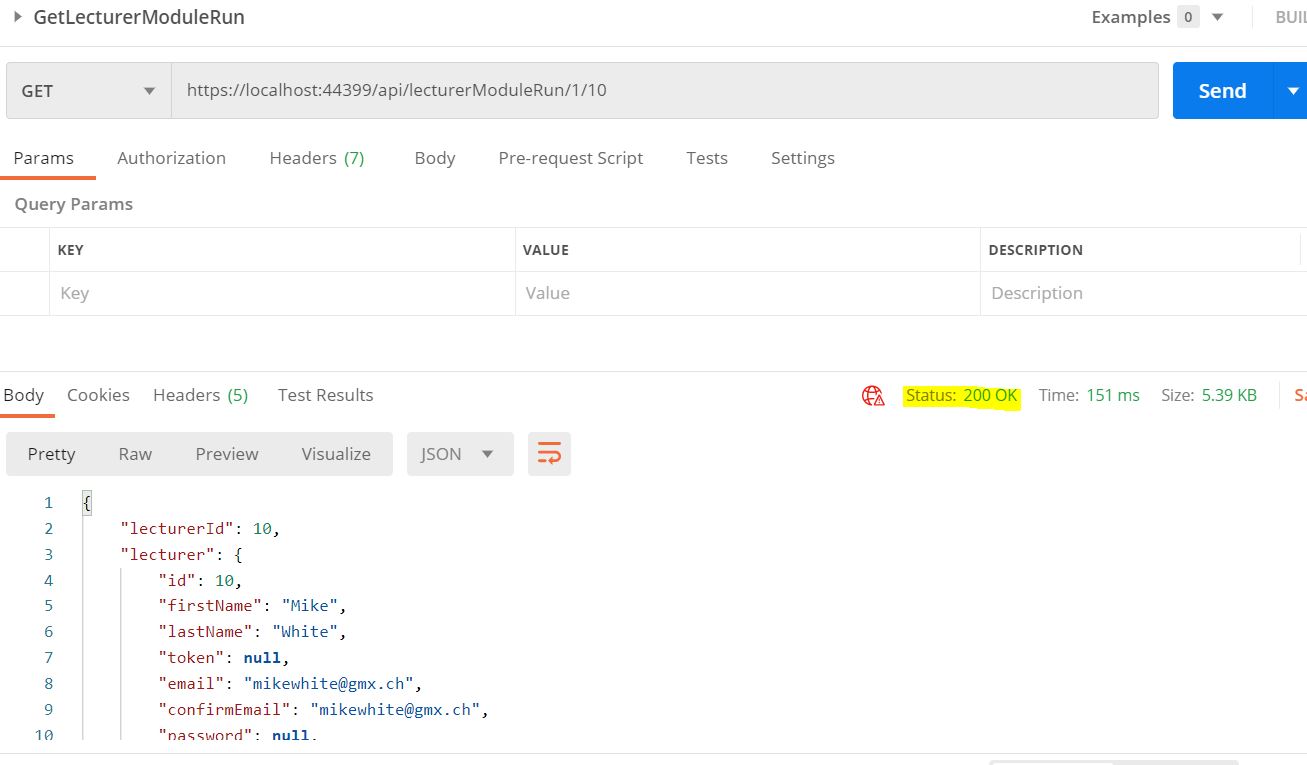 GetLecturerModuleRun Examples 0
GET https://localhost:44399/api/lecturerModuleRun/1/10 Send
Params Authorization Headers (7) Body Pre-request Script Tests Settings
Query Params
KEY VALUE DESCRIPTION
Key Value Description
Body Cookies Headers (5) Test Results Status: 200 OK Time: 151 ms Size: 5.39 KB
Pretty Raw Preview Visualize JSON
1 {
2 "lecturerId": 10,
3 "lecturer": {
4 "id": 10,
5 "firstName": "Mike",
6 "lastName": "White",
7 "token": null,
8 "email": "mikewhite@gmx.ch",
9 "confirmEmail": "mikewhite@gmx.ch",
10 "password": null,